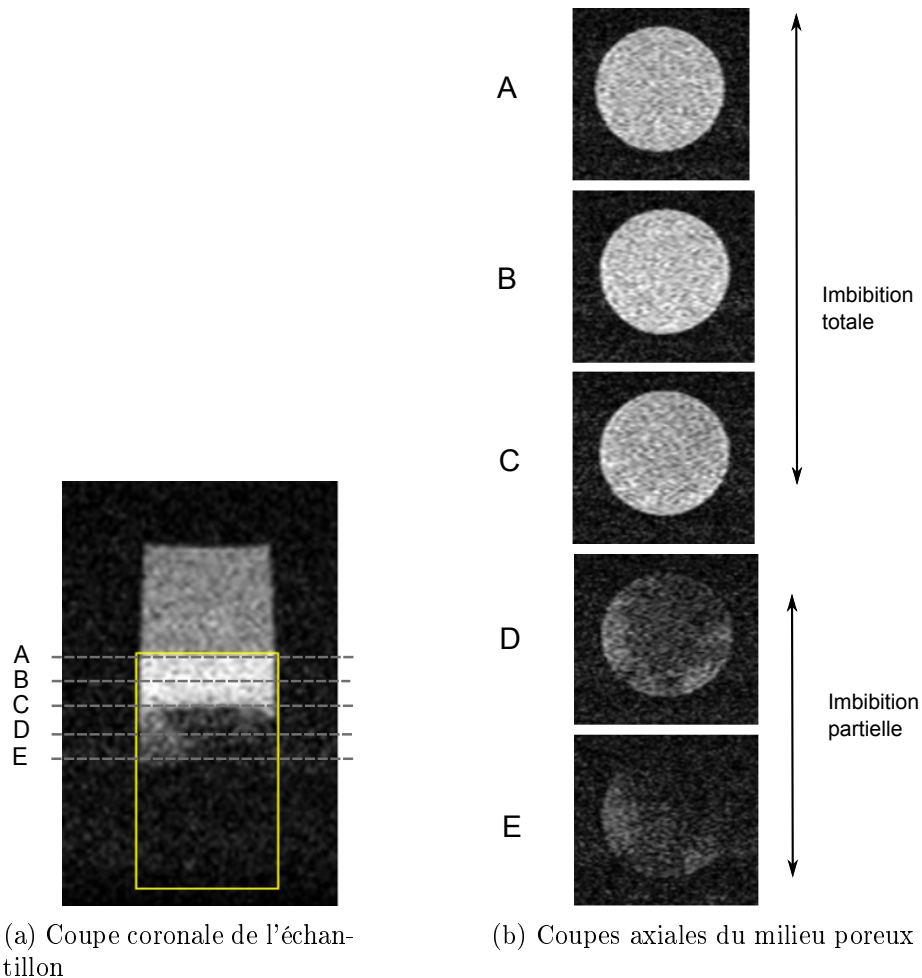 A
B
C
D
E
(a) Coupe coronale de l'échan-
tillon
A
B
C
D
E
Imbibition
totale
Imbibition
partielle
(b) Coupes axiales du milieu poreux